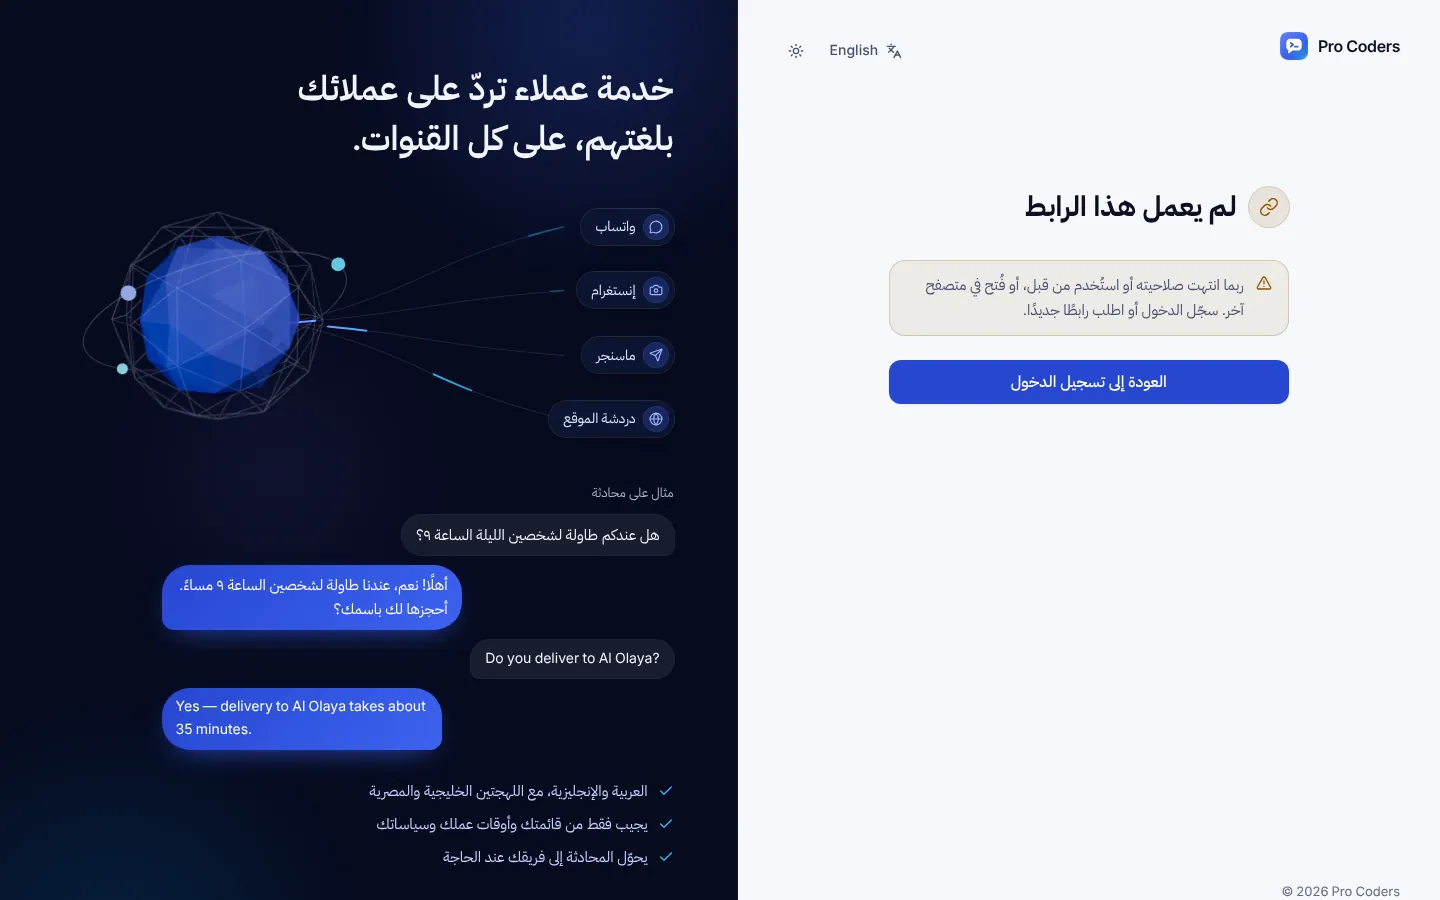 Pro Coders
English
لم يعمل هذا الرابط
ربما انتهت صلاحيته أو استُخدم من قبل، أو فُتح في متصفح
آخر. سجّل الدخول أو اطلب رابطًا جديدًا.
العودة إلى تسجيل الدخول
© 2026 Pro Coders
خدمة عملاء تردّ على عملائك
بلغتهم، على كل القنوات.
واتساب
إنستغرام
ماسنجر
دردشة الموقع
مثال على محادثة
هل عندكم طاولة لشخصين الليلة الساعة ٩؟
أهلًا! نعم، عندنا طاولة لشخصين الساعة ٩ مساءً.
أحجزها لك باسمك؟
Do you deliver to Al Olaya?
Yes — delivery to Al Olaya takes about
35 minutes.
العربية والإنجليزية، مع اللهجتين الخليجية والمصرية
يجيب فقط من قائمتك وأوقات عملك وسياساتك
يحوّل المحادثة إلى فريقك عند الحاجة